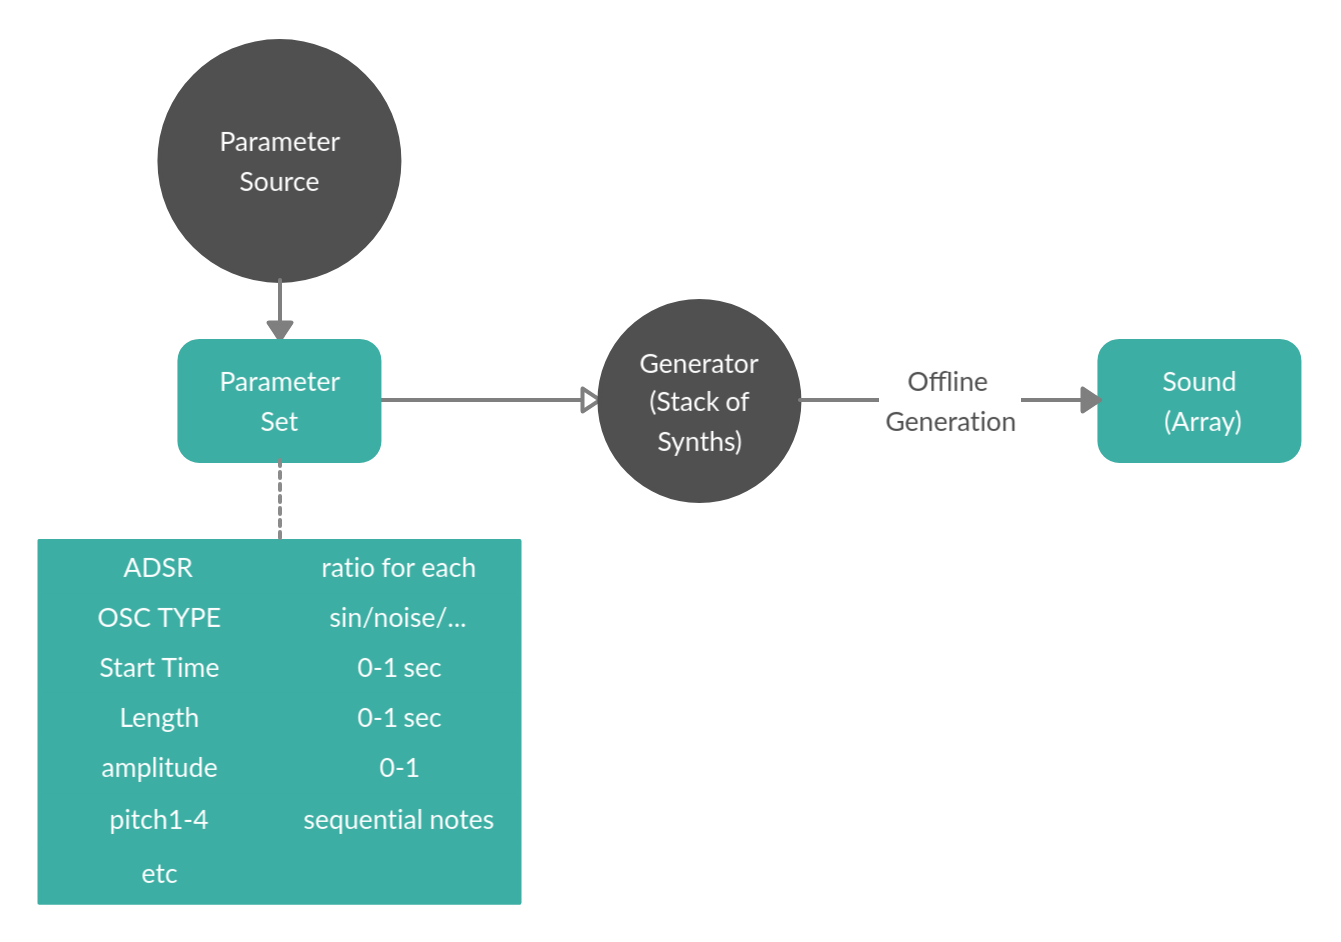 Parameter
Source
Parameter
Set
Generator
(Stack of
Synths)
Offline
Generation
Sound
(Array)
ADSR ratio for each
OSC TYPE sin/noise/...
Start Time 0-1 sec
Length 0-1 sec
amplitude 0-1
pitch1-4 sequential notes
etc